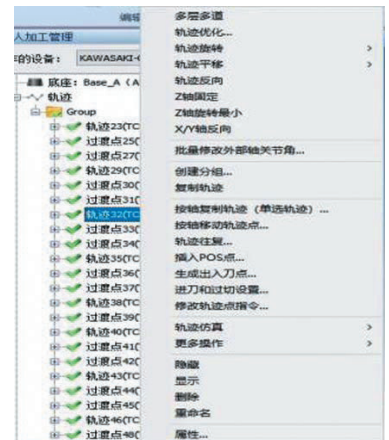 编辑
人加工管理
的设备： KAWASAKI-
底座：Base_A (A
轨迹
Group
轨迹23(TC
过渡点25(
过渡点27(
轨迹29(TC
过渡点30(
过渡点31(
轨迹32(TC
过渡点33(
过渡点34(
轨迹35(TC
过渡点36(
过渡点37(
轨迹38(TC
过渡点39(
轨迹40(TC
过渡点41(
过渡点42(
轨迹43(TC
过渡点44(
过渡点45(
轨迹46(TC
过渡点48(
多层多道
轨迹优化...
轨迹旋转
轨迹平移
轨迹反向
Z轴固定
Z轴旋转最小
X/Y轴反向
批量修改外部轴关节角...
创建分组...
复制轨迹
按轴复制轨迹（单选轨迹）...
按轴移动轨迹点...
轨迹往复...
插入POS点...
生成出入刀点...
进刀和过切设置...
修改轨迹点指令...
轨迹仿真
更多操作
隐藏
显示
删除
重命名
属性...